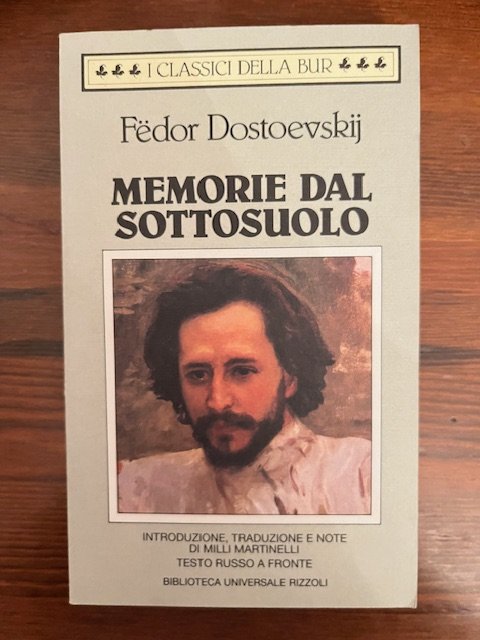 I CLASSICI DELLA BUR
Fëdor Dostoevskij
MEMORIE DAL
SOTTOSUOLO
INTRODUZIONE, TRADUZIONE E NOTE
DI MILLI MARTINELLI
TESTO RUSSO A FRONTE
BIBLIOTECA UNIVERSALE RIZZOLI